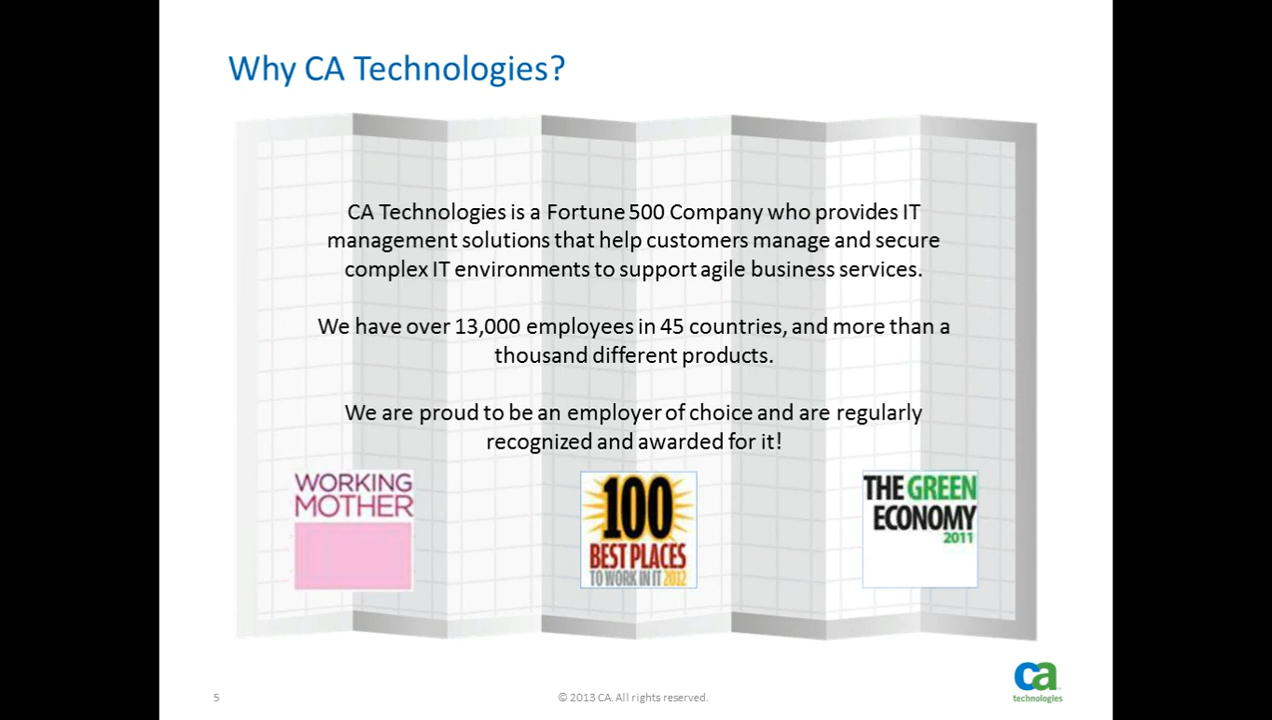 Why CA Technologies?
CA Technologies is a Fortune 500 Company who provides IT
management solutions that help customers manage and secure
complex IT environments to support agile business services.
We have over 13,000 employees in 45 countries, and more than a
thousand different products.
We are proud to be an employer of choice and are regularly
recognized and awarded for it!
WORKING
MOTHER
100
BEST PLACES
TO WORK IN IT 2012
THE GREEN
ECONOMY
2011
5
© 2013 CA. All rights reserved.
ca
technologies